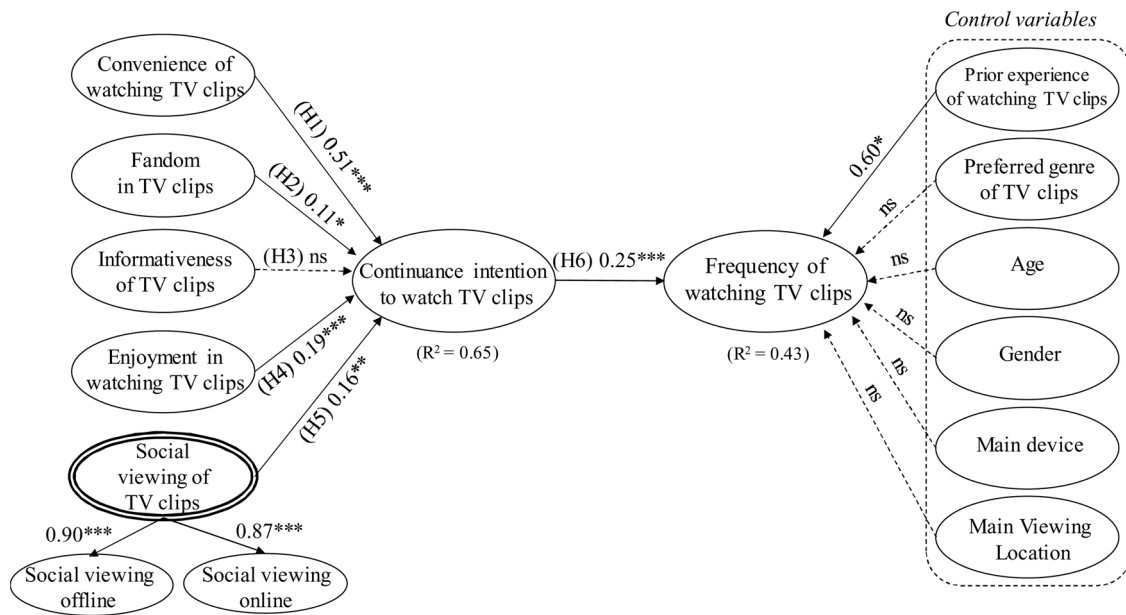 Control variables
Convenience of
watching TV clips
Fandom
in TV clips
Informativeness
of TV clips
Enjoyment in
watching TV clips
Social
viewing of
TV clips
0.90***
0.87***
Social viewing
offline
Social viewing
online
(H1) 0.51***
(H2) 0.11*
(H3) ns
(H4) 0.19***
(H5) 0.16**
Continuance intention
to watch TV clips
(R² = 0.65)
(H6) 0.25***
Frequency of
watching TV clips
(R² = 0.43)
0.60*
ns
ns
ns
ns
ns
Prior experience
of watching TV clips
Preferred genre
of TV clips
Age
Gender
Main device
Main Viewing
Location